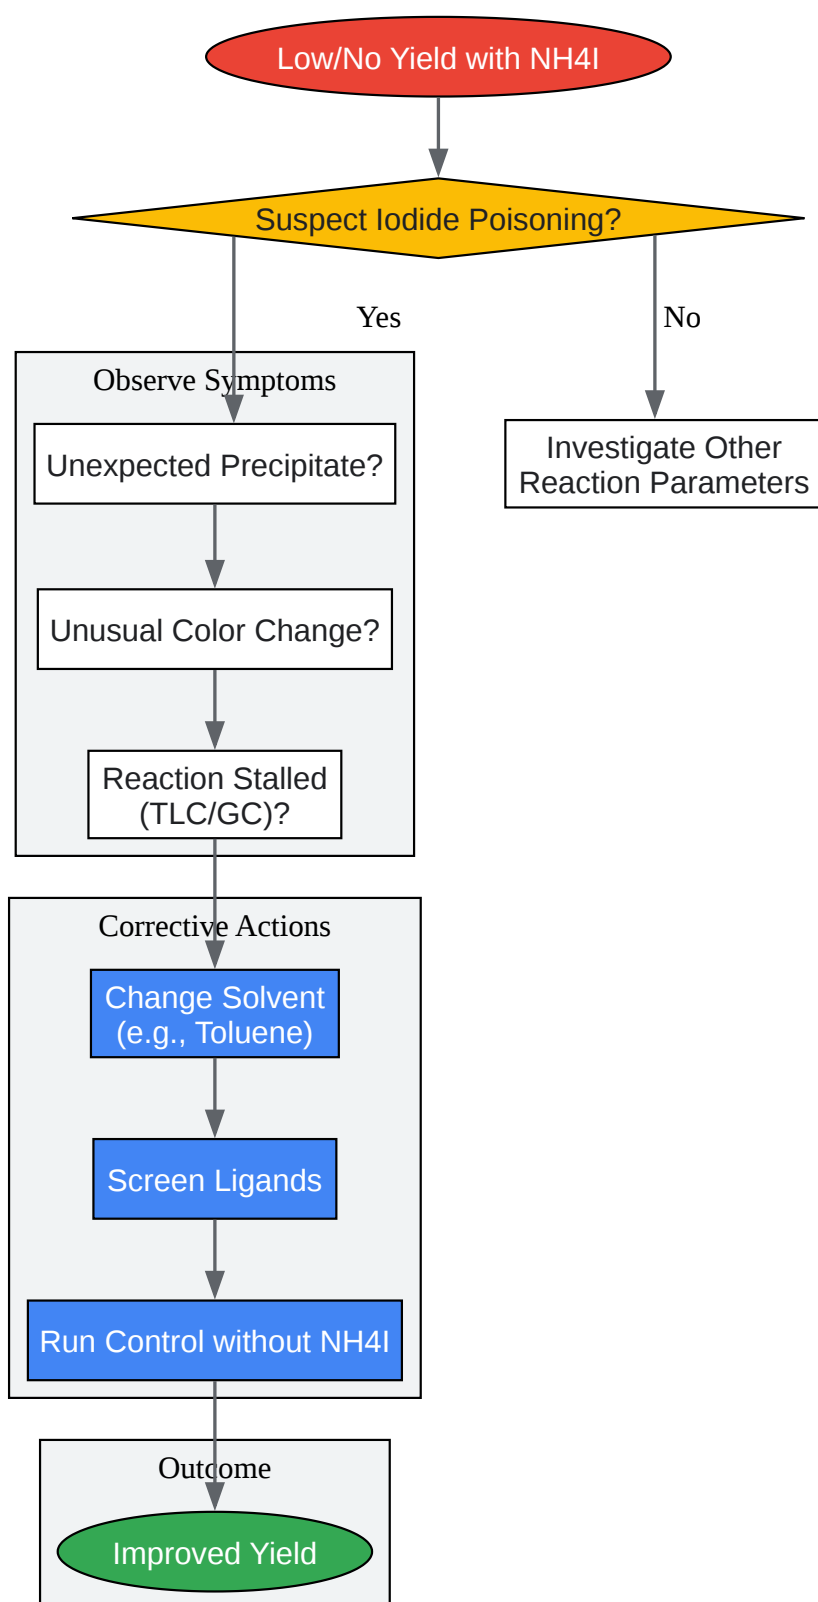 Low/No Yield with NH4I
Suspect Iodide Poisoning?
Yes
No
Observe Symptoms
Unexpected Precipitate?
Investigate Other
Reaction Parameters
Unusual Color Change?
Reaction Stalled
(TLC/GC)?
Corrective Actions
Change Solvent
(e.g., Toluene)
Screen Ligands
Run Control without NH4I
Outcome
Improved Yield